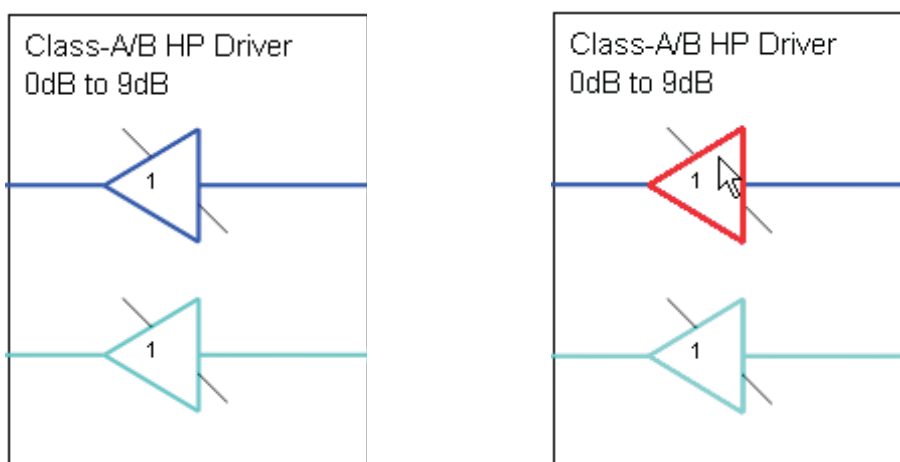 Class-A/B HP Driver
0dB to 9dB
1
1
Class-A/B HP Driver
0dB to 9dB
1
1